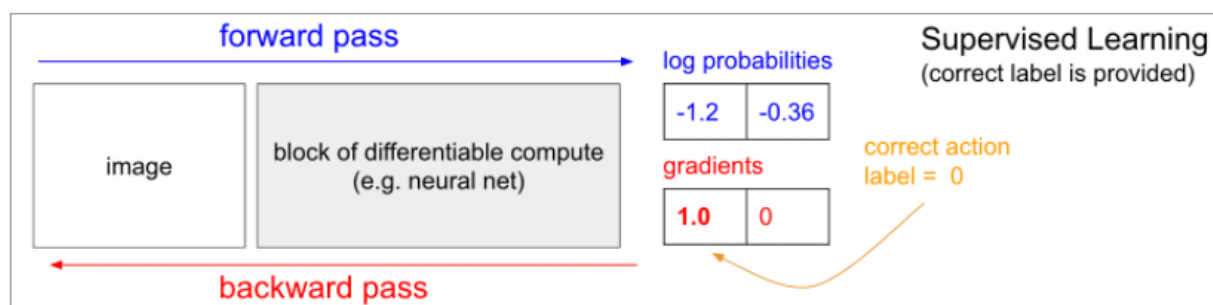 forward pass
Supervised Learning
(correct label is provided)
log probabilities
-1.2 -0.36
image
block of differentiable compute
(e.g. neural net)
correct action
label = 0
gradients
1.0 0
backward pass